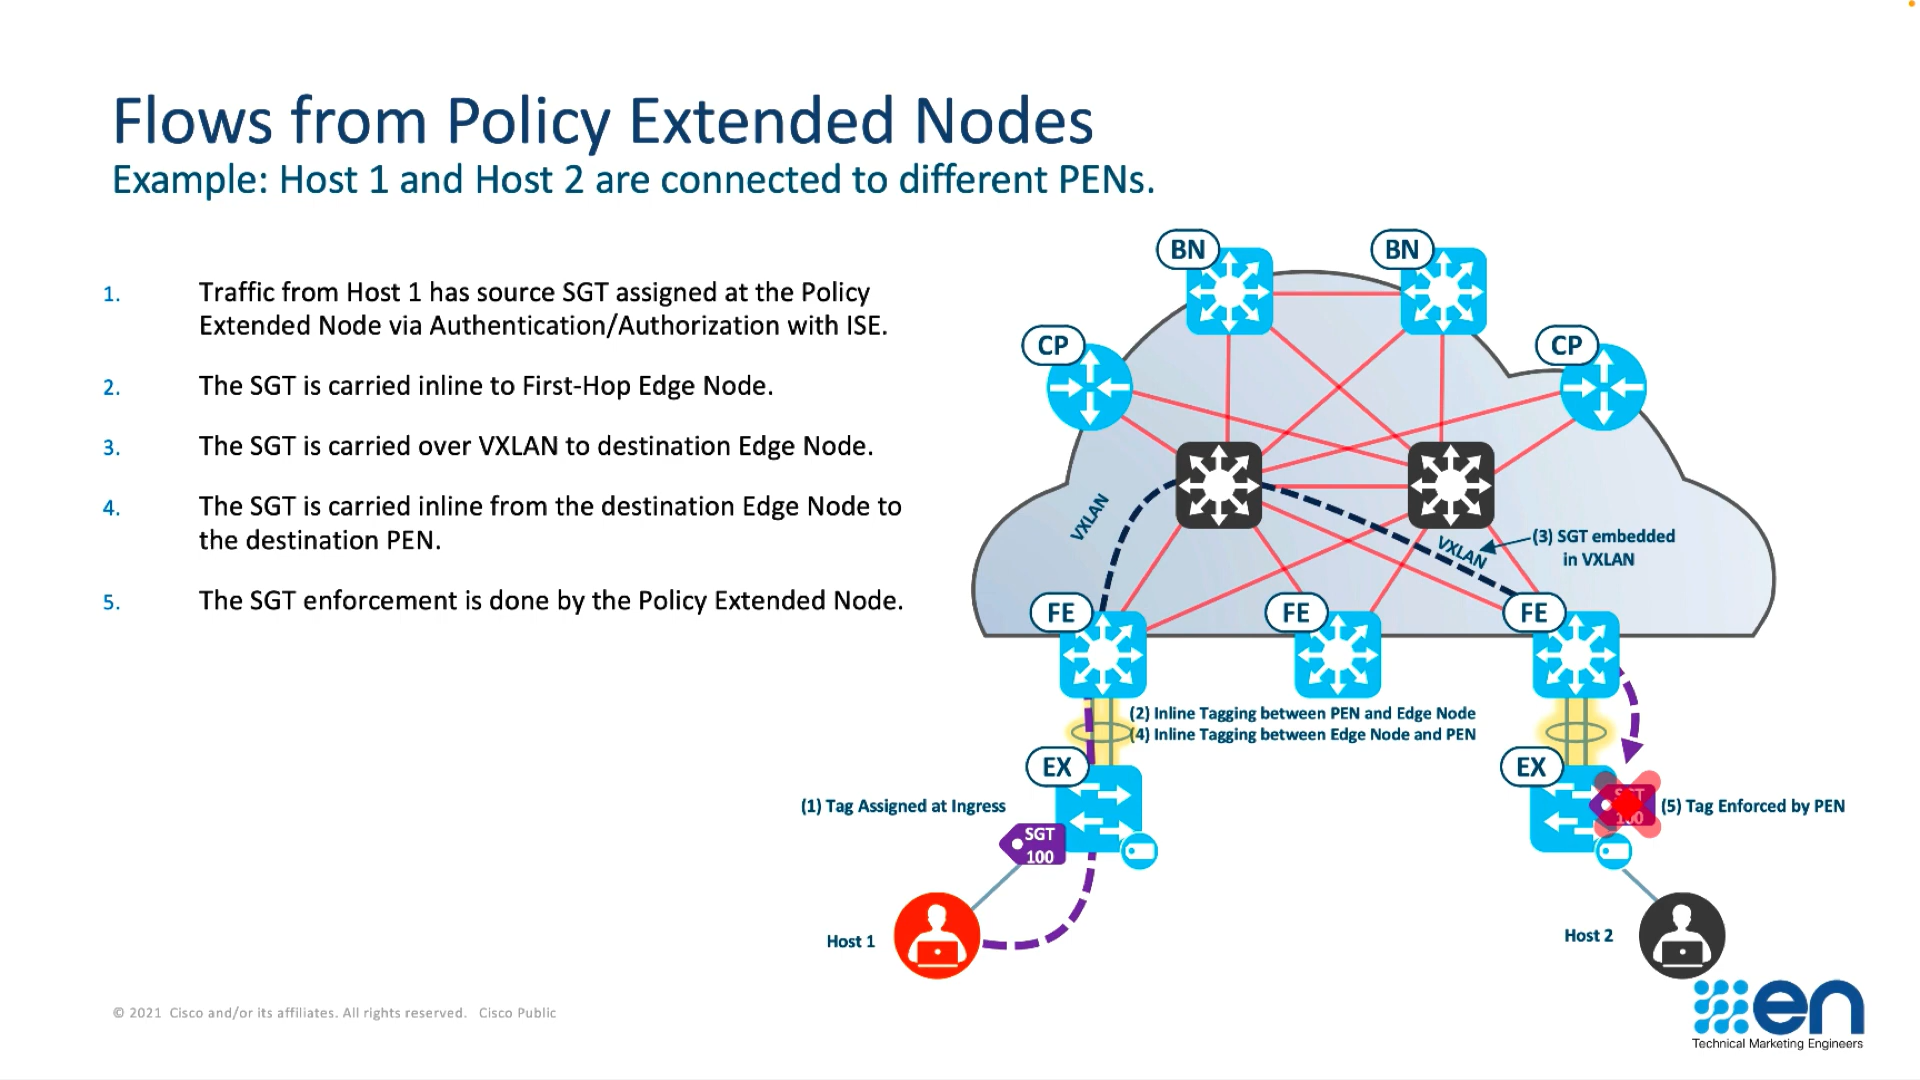 Flows from Policy Extended Nodes
Example: Host 1 and Host 2 are connected to different PENs.
1. Traffic from Host 1 has source SGT assigned at the Policy
Extended Node via Authentication/Authorization with ISE.
2. The SGT is carried inline to First-Hop Edge Node.
3. The SGT is carried over VXLAN to destination Edge Node.
4. The SGT is carried inline from the destination Edge Node to
the destination PEN.
5. The SGT enforcement is done by the Policy Extended Node.
BN
BN
CP
CP
VXLAN
VXLAN
(3) SGT embedded
in VXLAN
FE
FE
FE
(2) Inline Tagging between PEN and Edge Node
(4) Inline Tagging between Edge Node and PEN
EX
EX
(1) Tag Assigned at Ingress
SGT
100
SGT
100
(5) Tag Enforced by PEN
Host 1
Host 2
© 2021 Cisco and/or its affiliates. All rights reserved. Cisco Public
en
Technical Marketing Engineers